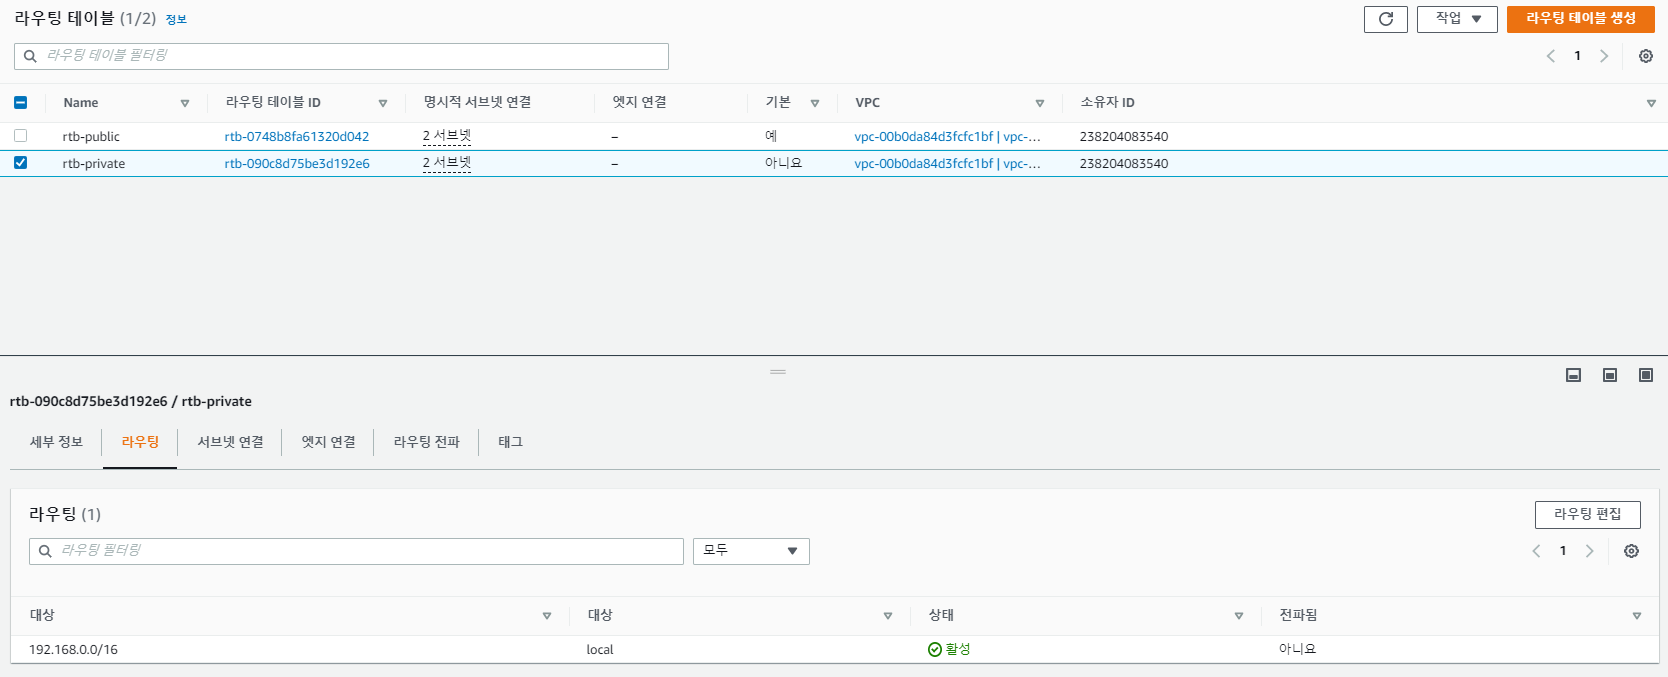 라우팅 테이블 (1/2) 정보
작업
라우팅 테이블 생성
라우팅 테이블 필터링
1
Name 라우팅 테이블 ID 명시적 서브넷 연결 엣지 연결 기본 VPC 소유자 ID
rtb-public rtb-0748b8fa61320d042 2 서브넷 – 예 vpc-00b0da84d3fcfc1bf | vpc-... 238204083540
rtb-private rtb-090c8d75be3d192e6 2 서브넷 – 아니요 vpc-00b0da84d3fcfc1bf | vpc-... 238204083540
rtb-090c8d75be3d192e6 / rtb-private
세부 정보 라우팅 서브넷 연결 엣지 연결 라우팅 전파 태그
라우팅 (1)
라우팅 편집
라우팅 필터링
모두
1
대상 대상 상태 전파됨
192.168.0.0/16 local 활성 아니요